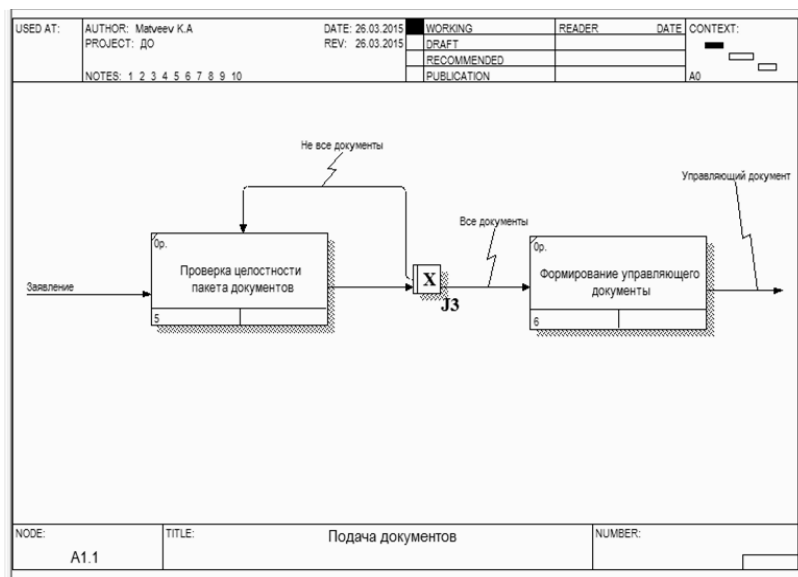 USED AT:
AUTHOR: Matveev K.A
DATE: 26.03.2015
WORKING
READER
DATE
CONTEXT:
PROJECT: ДО
REV: 26.03.2015
DRAFT
RECOMMENDED
NOTES: 1 2 3 4 5 6 7 8 9 10
PUBLICATION
A0
Не все документы
Управляющий документ
Все документы
0р.
Проверка целостности
пакета документов
5
Заявление
X
J3
0р.
Формирование управляющего
документы
6
NODE:
A1.1
TITLE:
Подача документов
NUMBER: